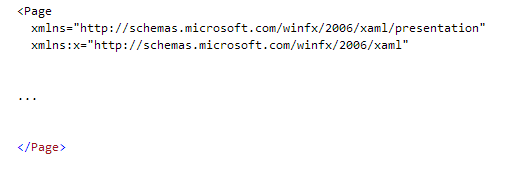 <Page
xmlns="http://schemas.microsoft.com/winfx/2006/xaml/presentation"
xmlns:x="http://schemas.microsoft.com/winfx/2006/xaml"
...
</Page>